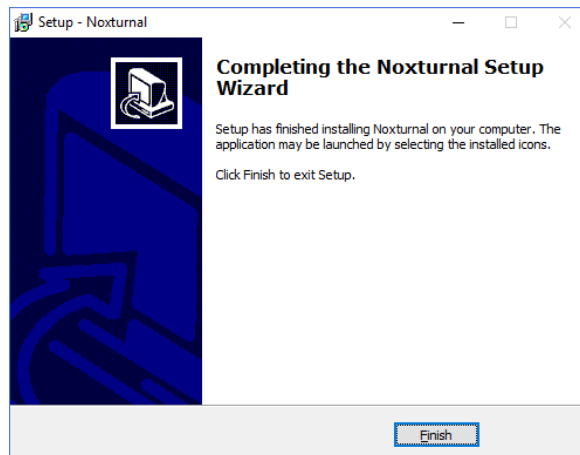 Setup - Noxturnal
Completing the Noxturnal Setup
Wizard
Setup has finished installing Noxturnal on your computer. The
application may be launched by selecting the installed icons.
Click Finish to exit Setup.
Finish